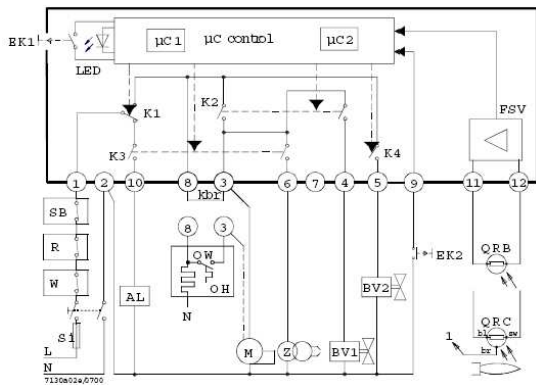 µC1 µC control µC2
EK1
LED
K1
K2
FSV
K3
K4
1 2 10 8 3 6 7 4 5 9 11 12
kbr
SB
R
W
Si
L
N
AL
8 3
OW
OH
N
M
Z
BV1
BV2
EK2
QRB
QRC
bl sw
br
1
7130a02e/0700